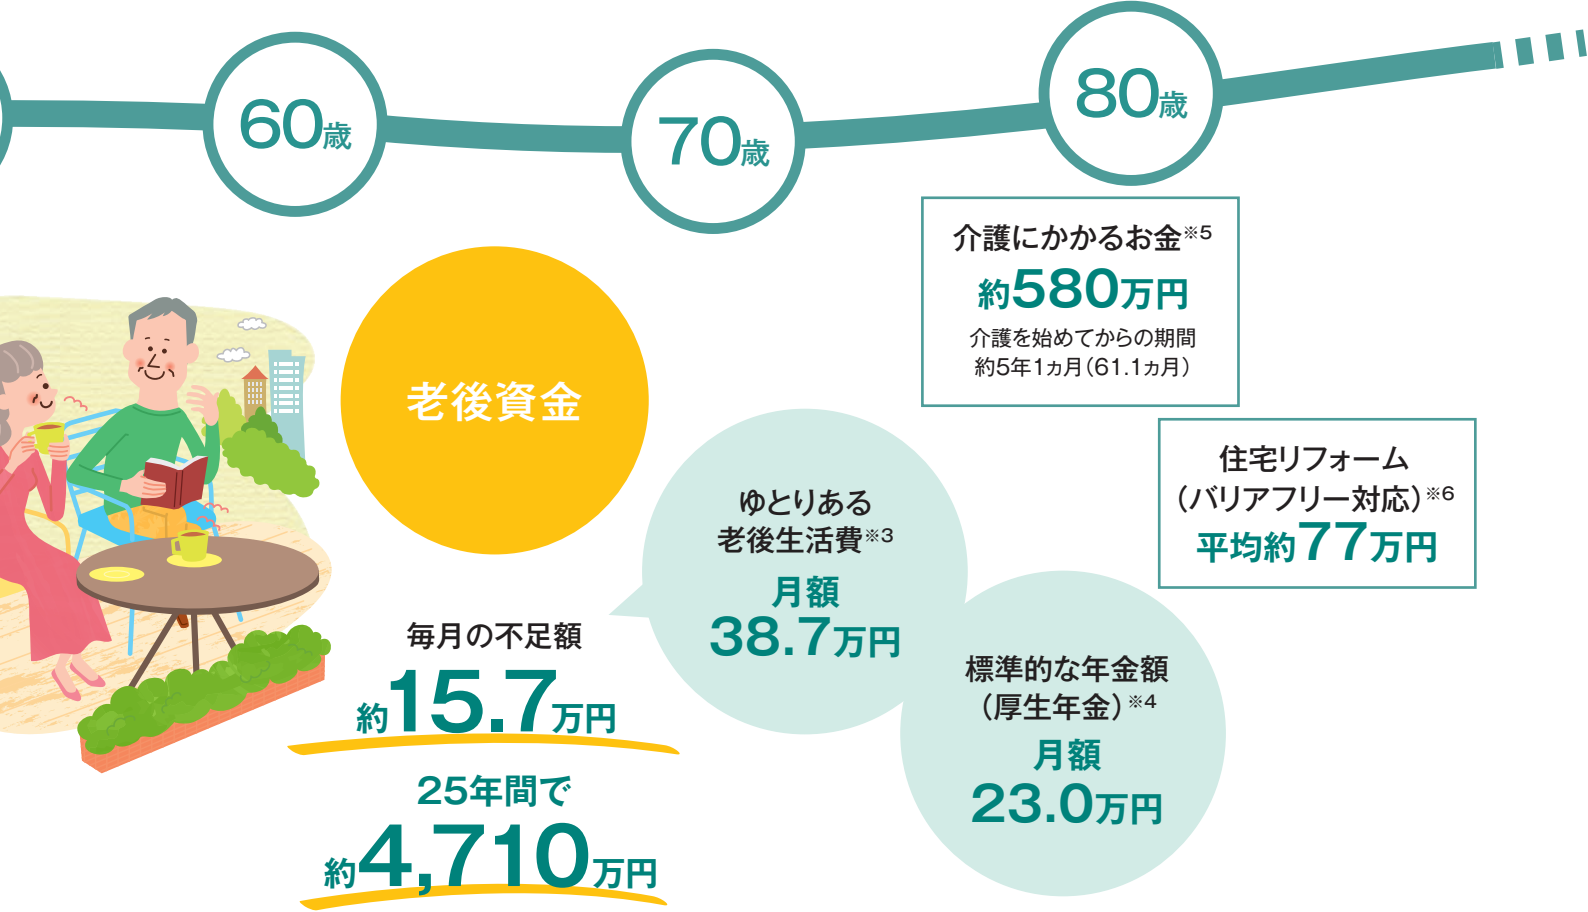 60歳
70歳
80歳
介護にかかるお金※5
約580万円
介護を始めてからの期間
約5年1ヵ月（61.1ヵ月）
老後資金
住宅リフォーム
（バリアフリー対応）※6
平均約77万円
ゆとりある
老後生活費※3
月額
38.7万円
標準的な年金額
（厚生年金）※4
月額
23.0万円
毎月の不足額
約15.7万円
25年間で
約4,710万円